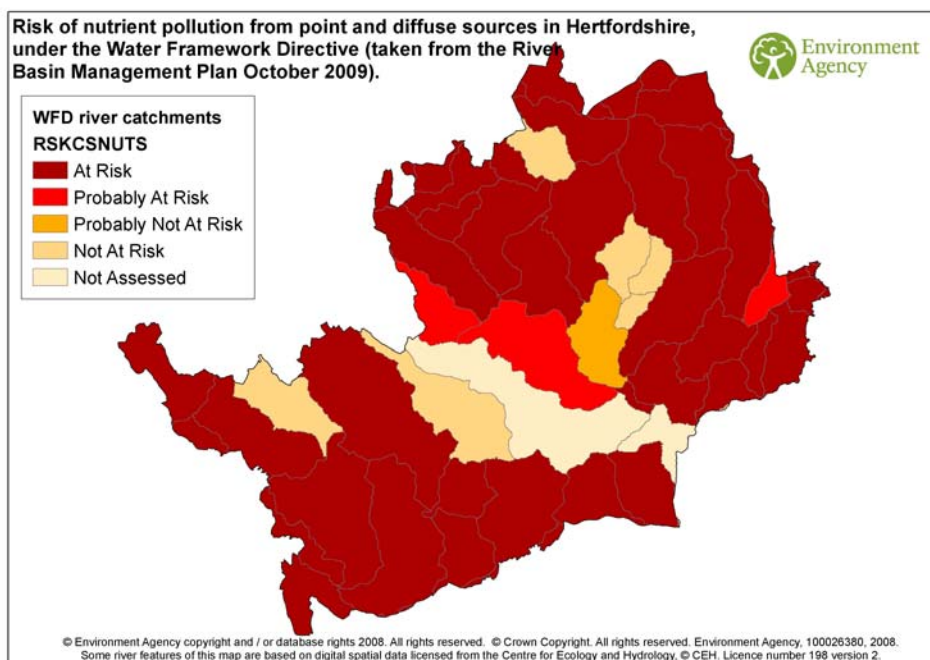 Risk of nutrient pollution from point and diffuse sources in Hertfordshire,
under the Water Framework Directive (taken from the River
Basin Management Plan October 2009).
Environment
Agency
WFD river catchments
RSKCSNUTS
At Risk
Probably At Risk
Probably Not At Risk
Not At Risk
Not Assessed
© Environment Agency copyright and / or database rights 2008. All rights reserved. © Crown Copyright. All rights reserved. Environment Agency, 100026380, 2008.
Some river features of this map are based on digital spatial data licensed from the Centre for Ecology and Hydrology, © CEH. Licence number 198 version 2.